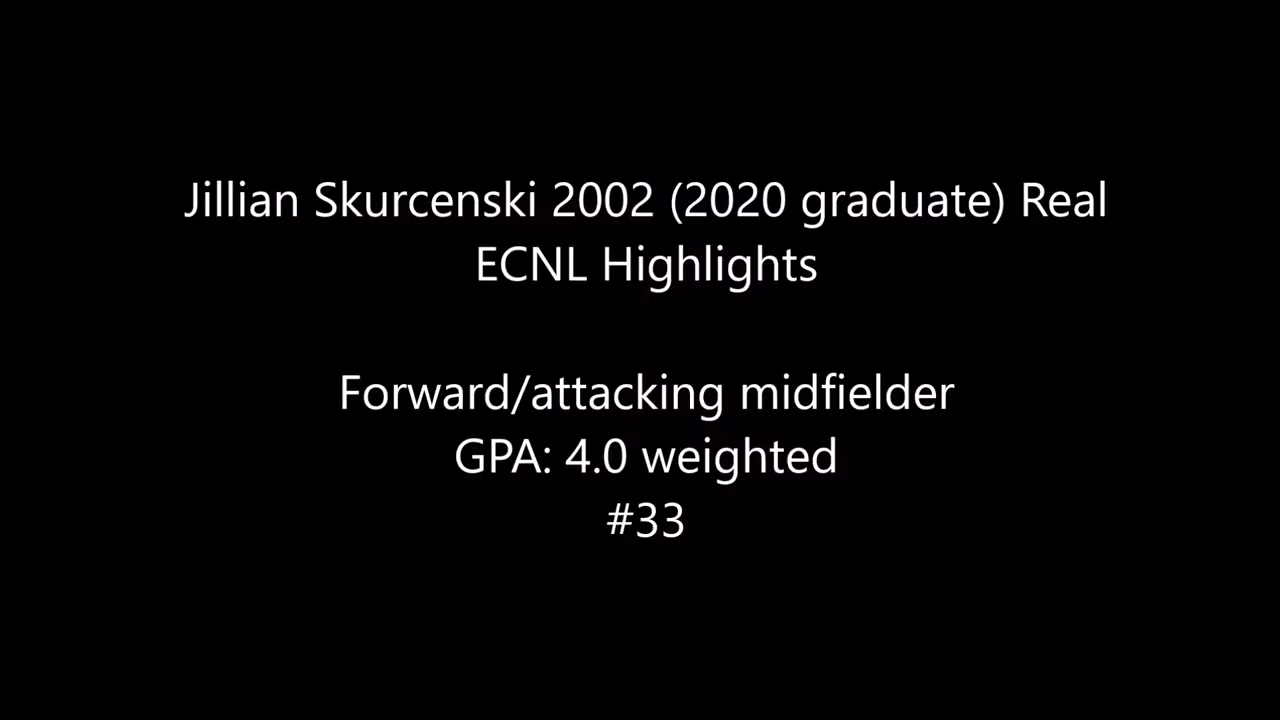 Jillian Skurcenski 2002 (2020 graduate) Real
ECNL Highlights
Forward/attacking midfielder
GPA: 4.0 weighted
#33